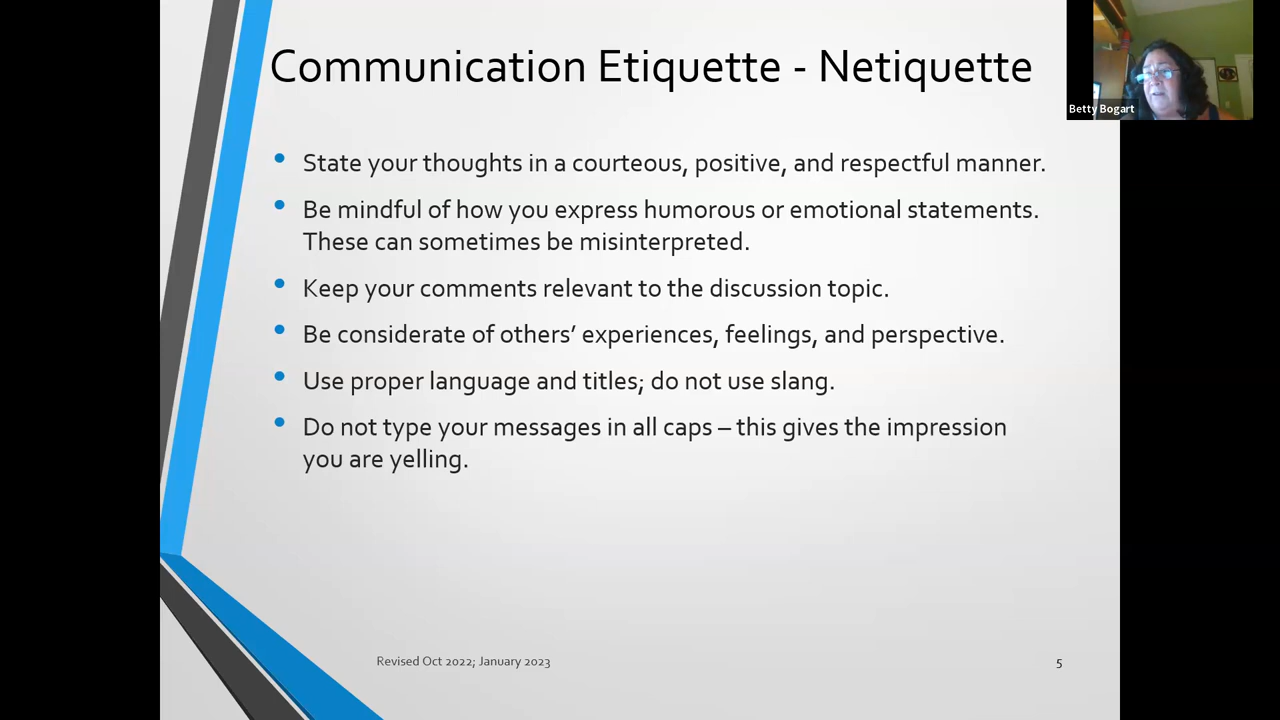 Communication Etiquette - Netiquette
Betty Bogart
• State your thoughts in a courteous, positive, and respectful manner.
• Be mindful of how you express humorous or emotional statements.
These can sometimes be misinterpreted.
• Keep your comments relevant to the discussion topic.
• Be considerate of others’ experiences, feelings, and perspective.
• Use proper language and titles; do not use slang.
• Do not type your messages in all caps – this gives the impression
you are yelling.
Revised Oct 2022; January 2023
5